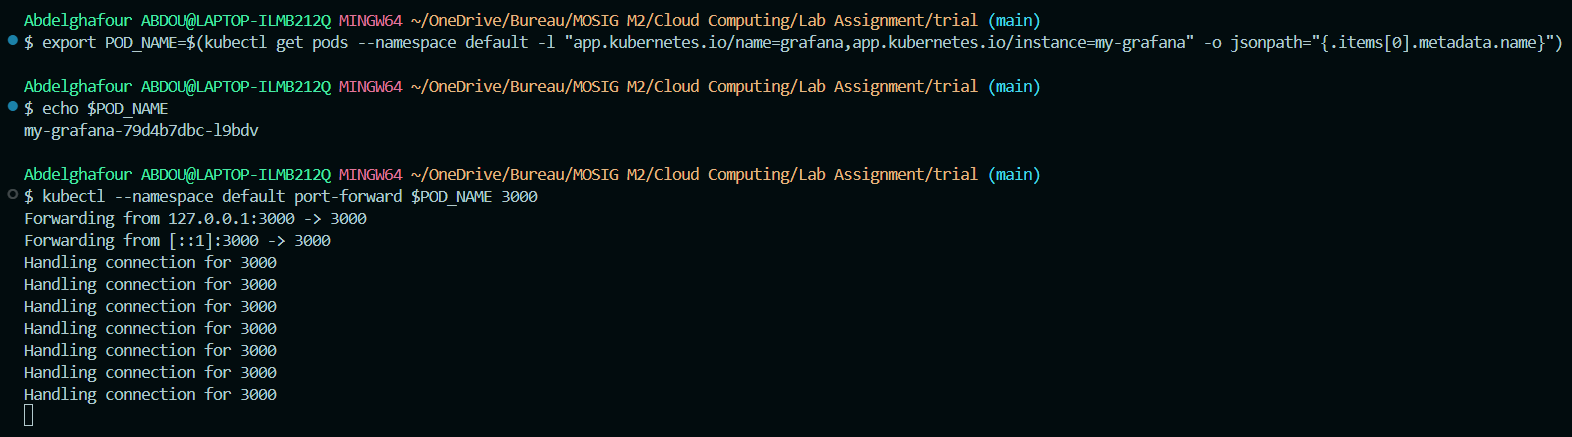 Abdelghafour ABDOU@LAPTOP-ILMB212Q MINGW64 ~/OneDrive/Bureau/MOSIG M2/Cloud Computing/Lab Assignment/trial (main)
$ export POD_NAME=$(kubectl get pods --namespace default -l "app.kubernetes.io/name=grafana,app.kubernetes.io/instance=my-grafana" -o jsonpath="{.items[0].metadata.name}")
Abdelghafour ABDOU@LAPTOP-ILMB212Q MINGW64 ~/OneDrive/Bureau/MOSIG M2/Cloud Computing/Lab Assignment/trial (main)
$ echo $POD_NAME
my-grafana-79d4b7dbc-l9bdv
Abdelghafour ABDOU@LAPTOP-ILMB212Q MINGW64 ~/OneDrive/Bureau/MOSIG M2/Cloud Computing/Lab Assignment/trial (main)
$ kubectl --namespace default port-forward $POD_NAME 3000
Forwarding from 127.0.0.1:3000 -> 3000
Forwarding from [::1]:3000 -> 3000
Handling connection for 3000
Handling connection for 3000
Handling connection for 3000
Handling connection for 3000
Handling connection for 3000
Handling connection for 3000
Handling connection for 3000